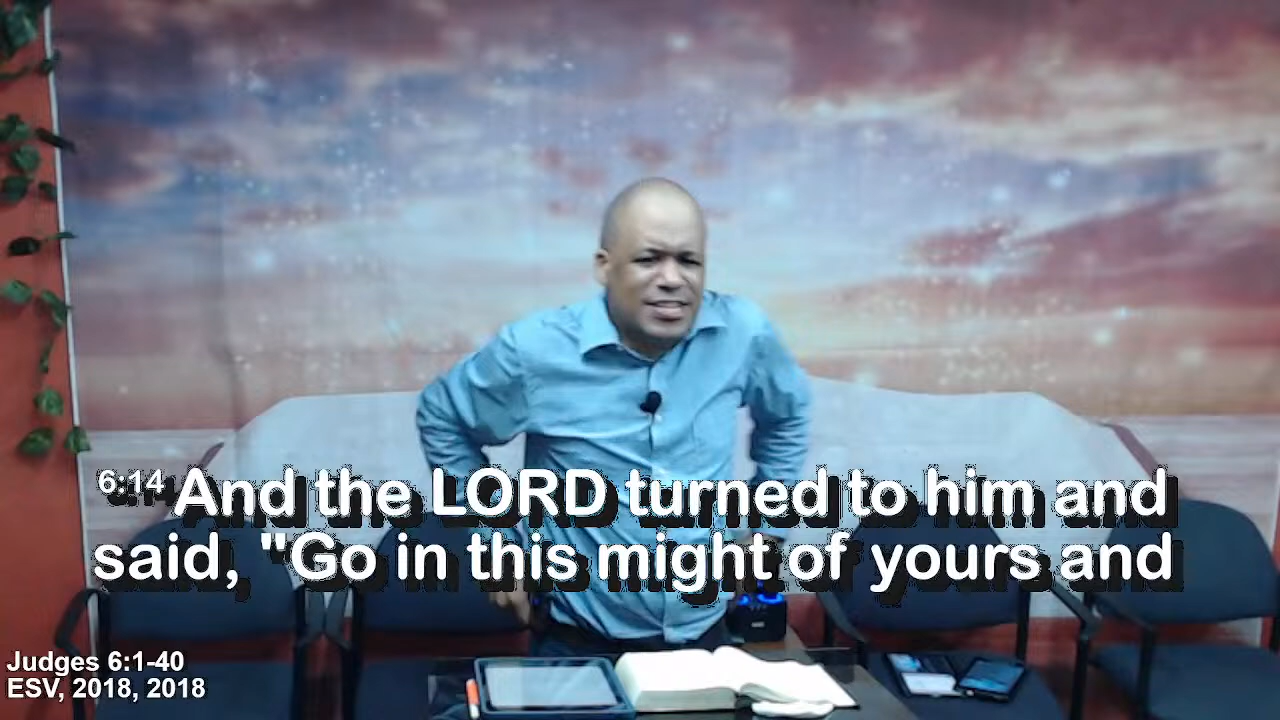 6:14 And the LORD turned to him and
said, "Go in this might of yours and
Judges 6:1-40
ESV, 2018, 2018